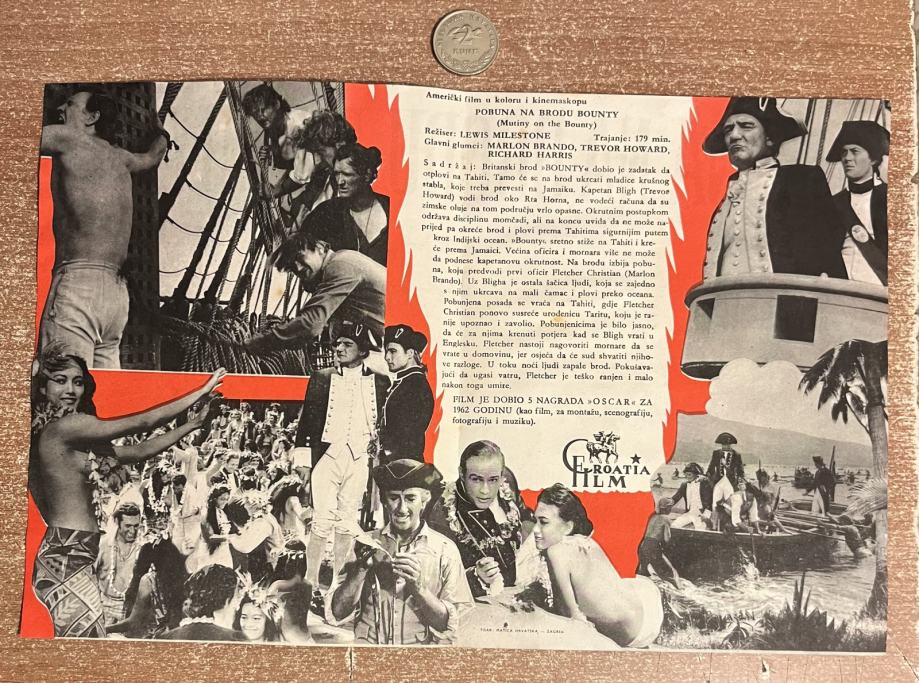 Američki film u koloru i kinemaskopu
POBUNA NA BRODU BOUNTY
(Mutiny on the Bounty)
Režiser: LEWIS MILESTONE Trajanje: 179 min.
Glavni glumci: MARLON BRANDO, TREVOR HOWARD,
RICHARD HARRIS
Sadržaj: Britanski brod »BOUNTY« dobio je zadatak da
otplovi na Tahiti. Tamo će se na brod ukrcati mladice krušnog
stabla, koje treba prevesti na Jamaiku. Kapetan Bligh (Trevor
Howard) vodi brod oko Rta Horna, ne vodeći računa da su
zimske oluje na tom području vrlo opasne. Okrutnim postupkom
održava disciplinu momčadi, ali na koncu uviđa da ne može na-
prijed pa okreće brod i plovi prema Tahitima sigurnijim putem
kroz Indijski ocean. »Bounty« sretno stiže na Tahiti i kre-
će prema Jamaici. Većina oficira i mornara više ne može
da podnese kapetanovu okrutnost. Na brodu izbija pobu-
na, koju predvodi prvi oficir Fletcher Christian (Marlon
Brando). Uz Bligha je ostala šačica ljudi, koja se zajedno
s njim ukrcava na mali čamac i plovi preko oceana.
Pobunjena posada se vraća na Tahiti, gdje Fletcher
Christian ponovo susreće urođenicu Taritu, koju je ra-
nije upoznao i zavolio. Pobunjenicima je bilo jasno,
da će za njima krenuti potjera kad se Bligh vrati u
Englesku. Fletcher nastoji nagovoriti mornare da se
vrate u domovinu, jer osjeća da će sud shvatiti njiho-
ve razloge. U toku noći ljudi zapale brod. Pokušava-
jući da ugasi vatru, Fletcher je teško ranjen i malo
nakon toga umire.
FILM JE DOBIO 5 NAGRADA »OSCAR« ZA
1962 GODINU (kao film, za montažu, scenografiju,
fotografiju i muziku).
CROATIA
FILM
TISAK: MATICA HRVATSKA — ZAGREB
2
KUNE